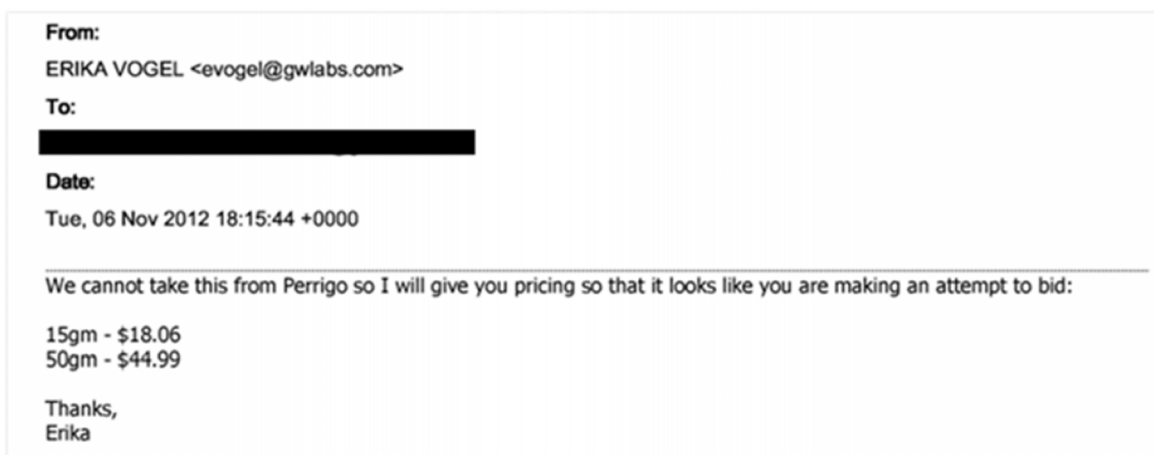 From:
ERIKA VOGEL <evogel@gwlabs.com>
To:
Date:
Tue, 06 Nov 2012 18:15:44 +0000
We cannot take this from Perrigo so I will give you pricing so that it looks like you are making an attempt to bid:
15gm - $18.06
50gm - $44.99
Thanks,
Erika